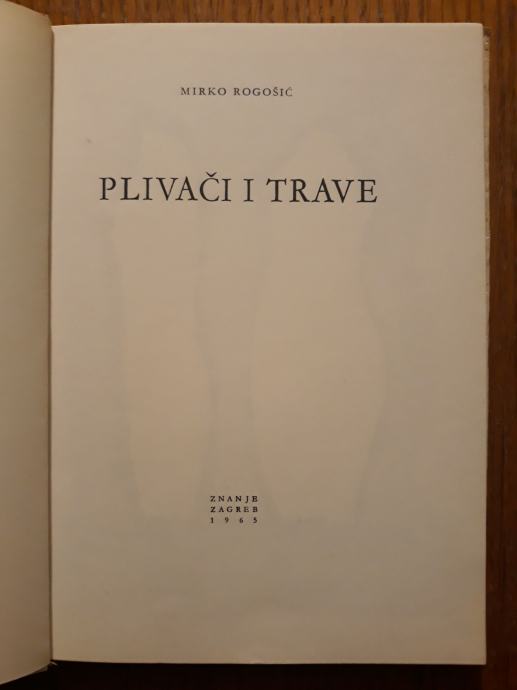 MIRKO ROGOŠIĆ
PLIVAČI I TRAVE
ZNANJE
ZAGREB
1965